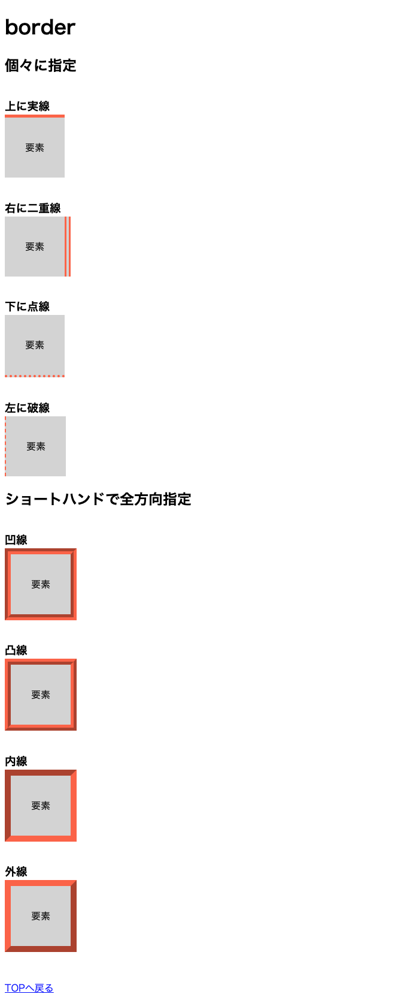 border
個々に指定
上に実線
要素
右に二重線
要素
下に点線
要素
左に破線
要素
ショートハンドで全方向指定
凹線
要素
凸線
要素
内線
要素
外線
要素
TOPへ戻る